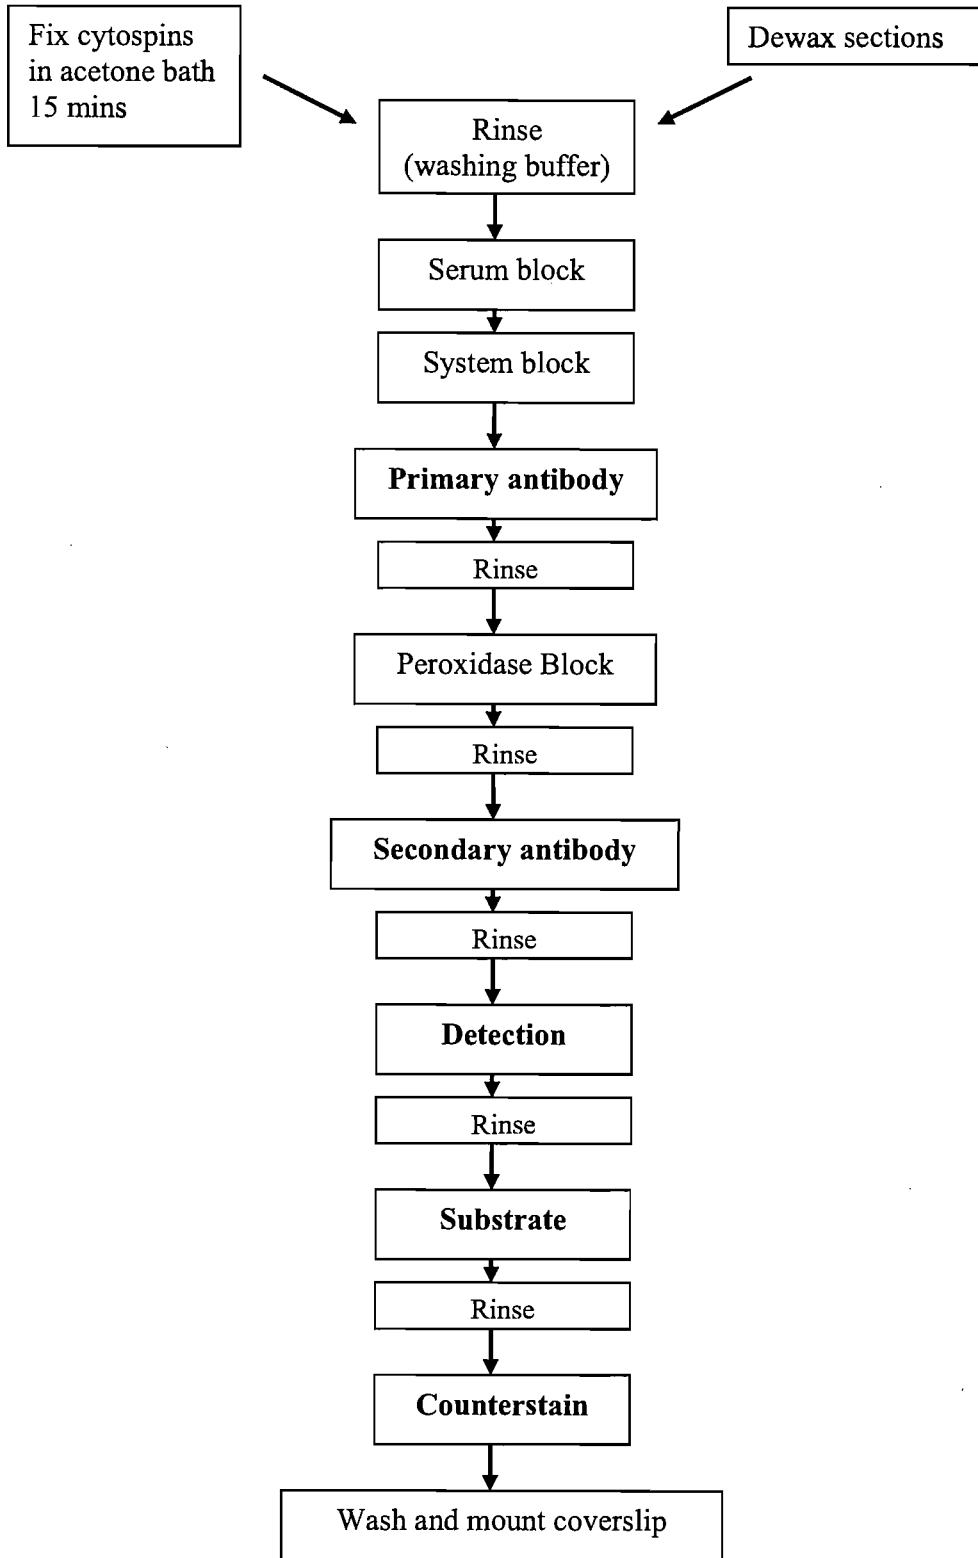 Fix cytospins
in acetone bath
15 mins
Dewax sections
Rinse
(washing buffer)
Serum block
System block
Primary antibody
Rinse
Peroxidase Block
Rinse
Secondary antibody
Rinse
Detection
Rinse
Substrate
Rinse
Counterstain
Wash and mount coverslip